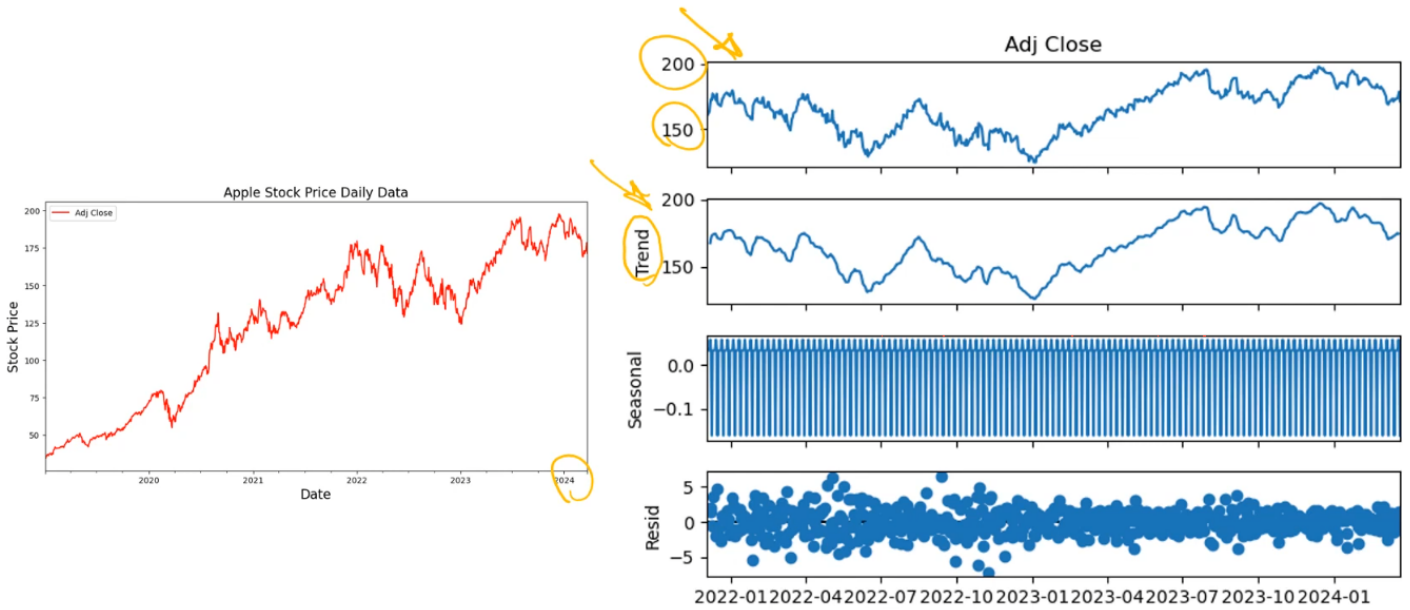 Apple Stock Price Daily Data
Adj Close
200
175
150
125
100
75
50
Stock Price
2020 2021 2022 2023 2024
Date
Adj Close
200
150
200
150
Trend
0.0
−0.1
Seasonal
5
0
−5
Resid
2022-01 2022-04 2022-07 2022-10 2023-01 2023-04 2023-07 2023-10 2024-01